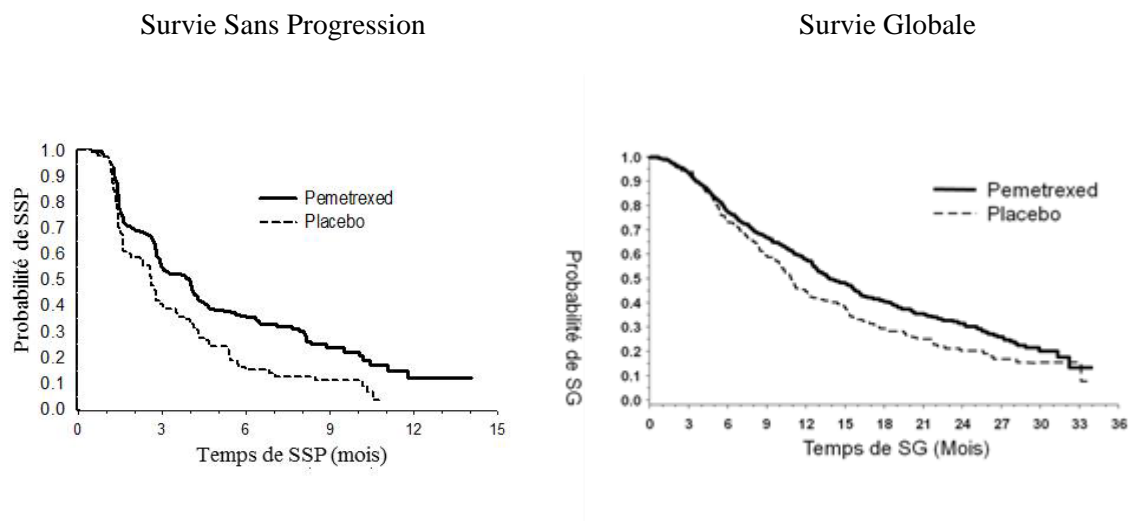 Survie Sans Progression
Probabilité de SSP
1.0
0.9
0.8
0.7
0.6
0.5
0.4
0.3
0.2
0.1
0.0
Pemetrexed
Placebo
0 3 6 9 12 15
Temps de SSP (mois)
Survie Globale
Probabilité de SG
1.0
0.9
0.8
0.7
0.6
0.5
0.4
0.3
0.2
0.1
0.0
Pemetrexed
Placebo
0 3 6 9 12 15 18 21 24 27 30 33 36
Temps de SG (Mois)